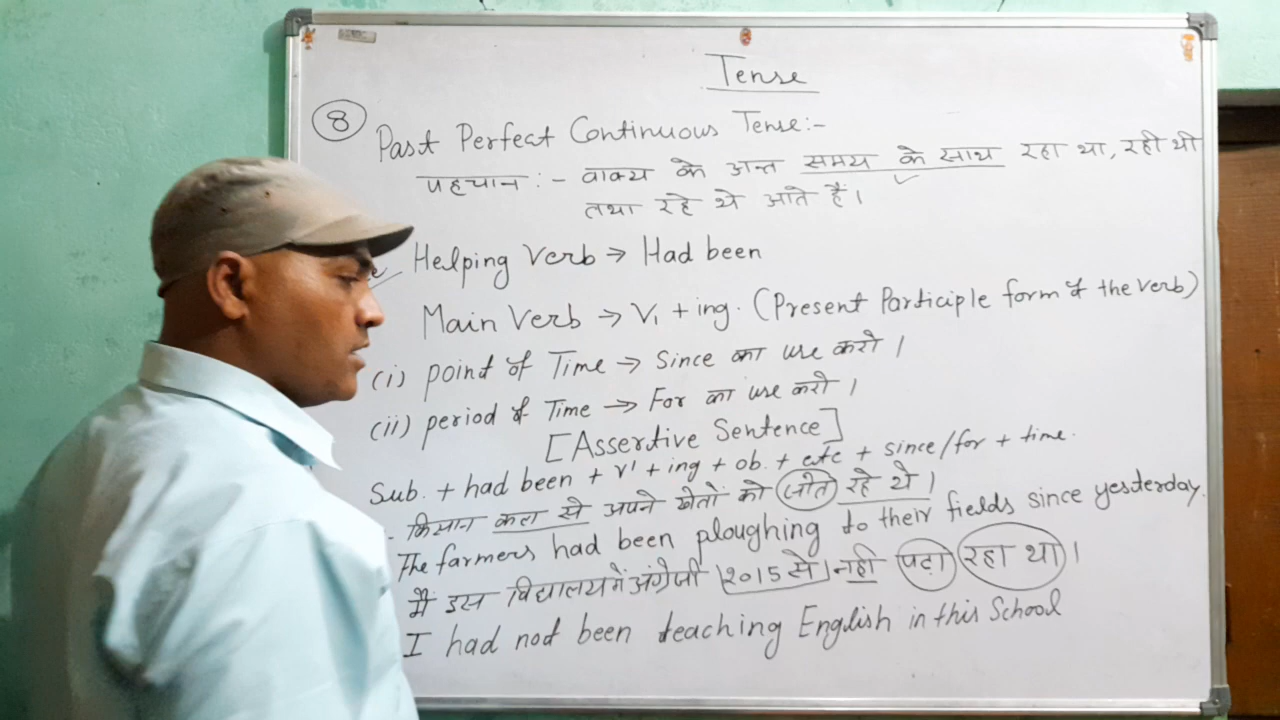 Tense
8 Past Perfect Continuous Tense:-
पहचान:- वाक्य के अन्त समय के साथ रहा था, रही थी
तथा रहे थे आते हैं।
Helping Verb → Had been
Main Verb → V₁ + ing. (Present Participle form of the verb)
(i) point of Time → Since का use करो।
(ii) period of Time → For का use करो।
[Assertive Sentence]
Sub. + had been + v' + ing + ob. + etc + since/for + time.
- किसान कल से अपने खेतों को जोत रहे थे।
The farmers had been ploughing to their fields since yesterday.
मैं इस विद्यालय में अंग्रेजी 2015 से नहीं पढ़ा रहा था।
I had not been teaching English in this School